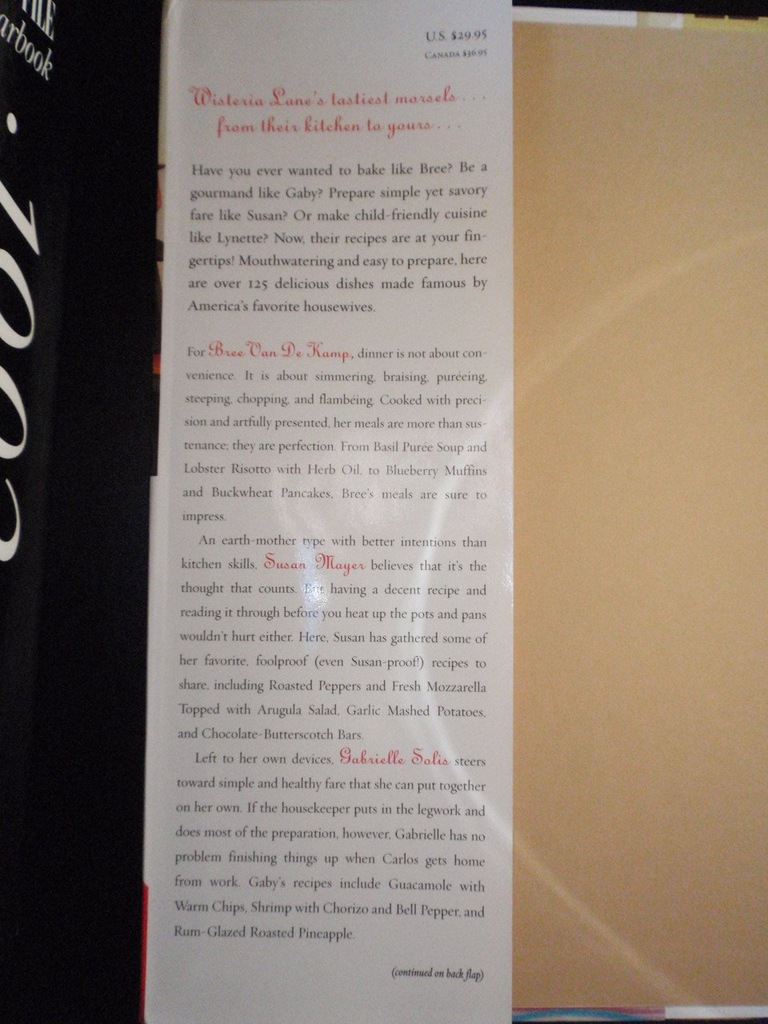 U.S. $29.95
CANADA $36.95
Wisteria Lane's tastiest morsels . . .
from their kitchen to yours . . .
Have you ever wanted to bake like Bree? Be a
gourmand like Gaby? Prepare simple yet savory
fare like Susan? Or make child-friendly cuisine
like Lynette? Now, their recipes are at your fin-
gertips! Mouthwatering and easy to prepare, here
are over 125 delicious dishes made famous by
America's favorite housewives.
For Bree Van De Kamp, dinner is not about con-
venience. It is about simmering, braising, puréeing,
steeping, chopping, and flambéing. Cooked with preci-
sion and artfully presented, her meals are more than sus-
tenance; they are perfection. From Basil Purée Soup and
Lobster Risotto with Herb Oil, to Blueberry Muffins
and Buckwheat Pancakes, Bree's meals are sure to
impress.
An earth-mother type with better intentions than
kitchen skills, Susan Mayer believes that it's the
thought that counts. But having a decent recipe and
reading it through before you heat up the pots and pans
wouldn't hurt either. Here, Susan has gathered some of
her favorite, foolproof (even Susan-proof!) recipes to
share, including Roasted Peppers and Fresh Mozzarella
Topped with Arugula Salad, Garlic Mashed Potatoes,
and Chocolate-Butterscotch Bars.
Left to her own devices, Gabrielle Solis steers
toward simple and healthy fare that she can put together
on her own. If the housekeeper puts in the legwork and
does most of the preparation, however, Gabrielle has no
problem finishing things up when Carlos gets home
from work. Gaby's recipes include Guacamole with
Warm Chips, Shrimp with Chorizo and Bell Pepper, and
Rum-Glazed Roasted Pineapple.
(continued on back flap)